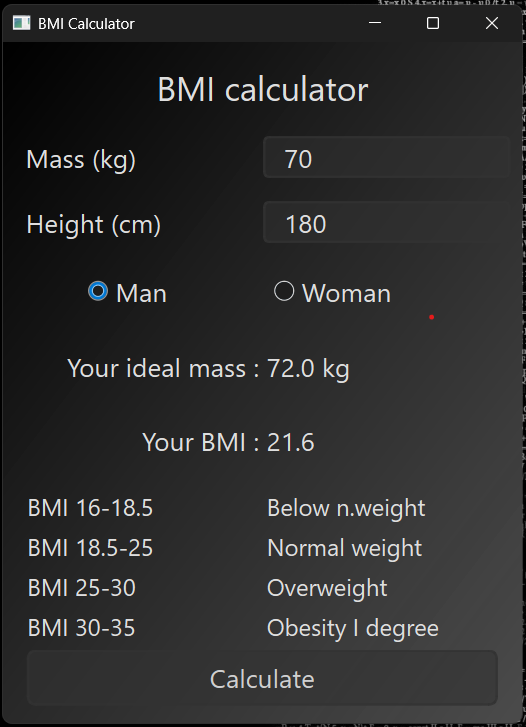 BMI Calculator
BMI calculator
Mass (kg) 70
Height (cm) 180
Man Woman
Your ideal mass : 72.0 kg
Your BMI : 21.6
BMI 16-18.5 Below n.weight
BMI 18.5-25 Normal weight
BMI 25-30 Overweight
BMI 30-35 Obesity I degree
Calculate